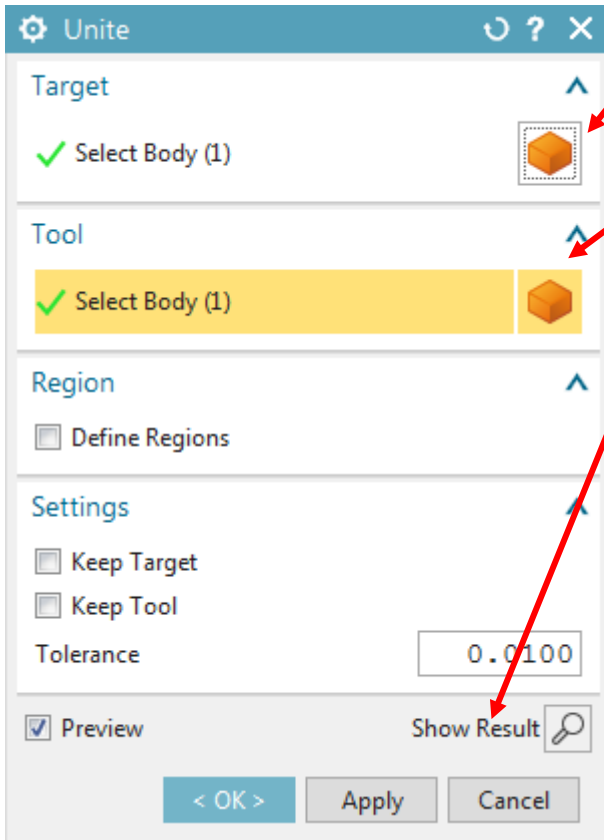 Unite
Target
Select Body (1)
Tool
Select Body (1)
Region
Define Regions
Settings
Keep Target
Keep Tool
Tolerance 0.0100
Preview Show Result
< OK > Apply Cancel